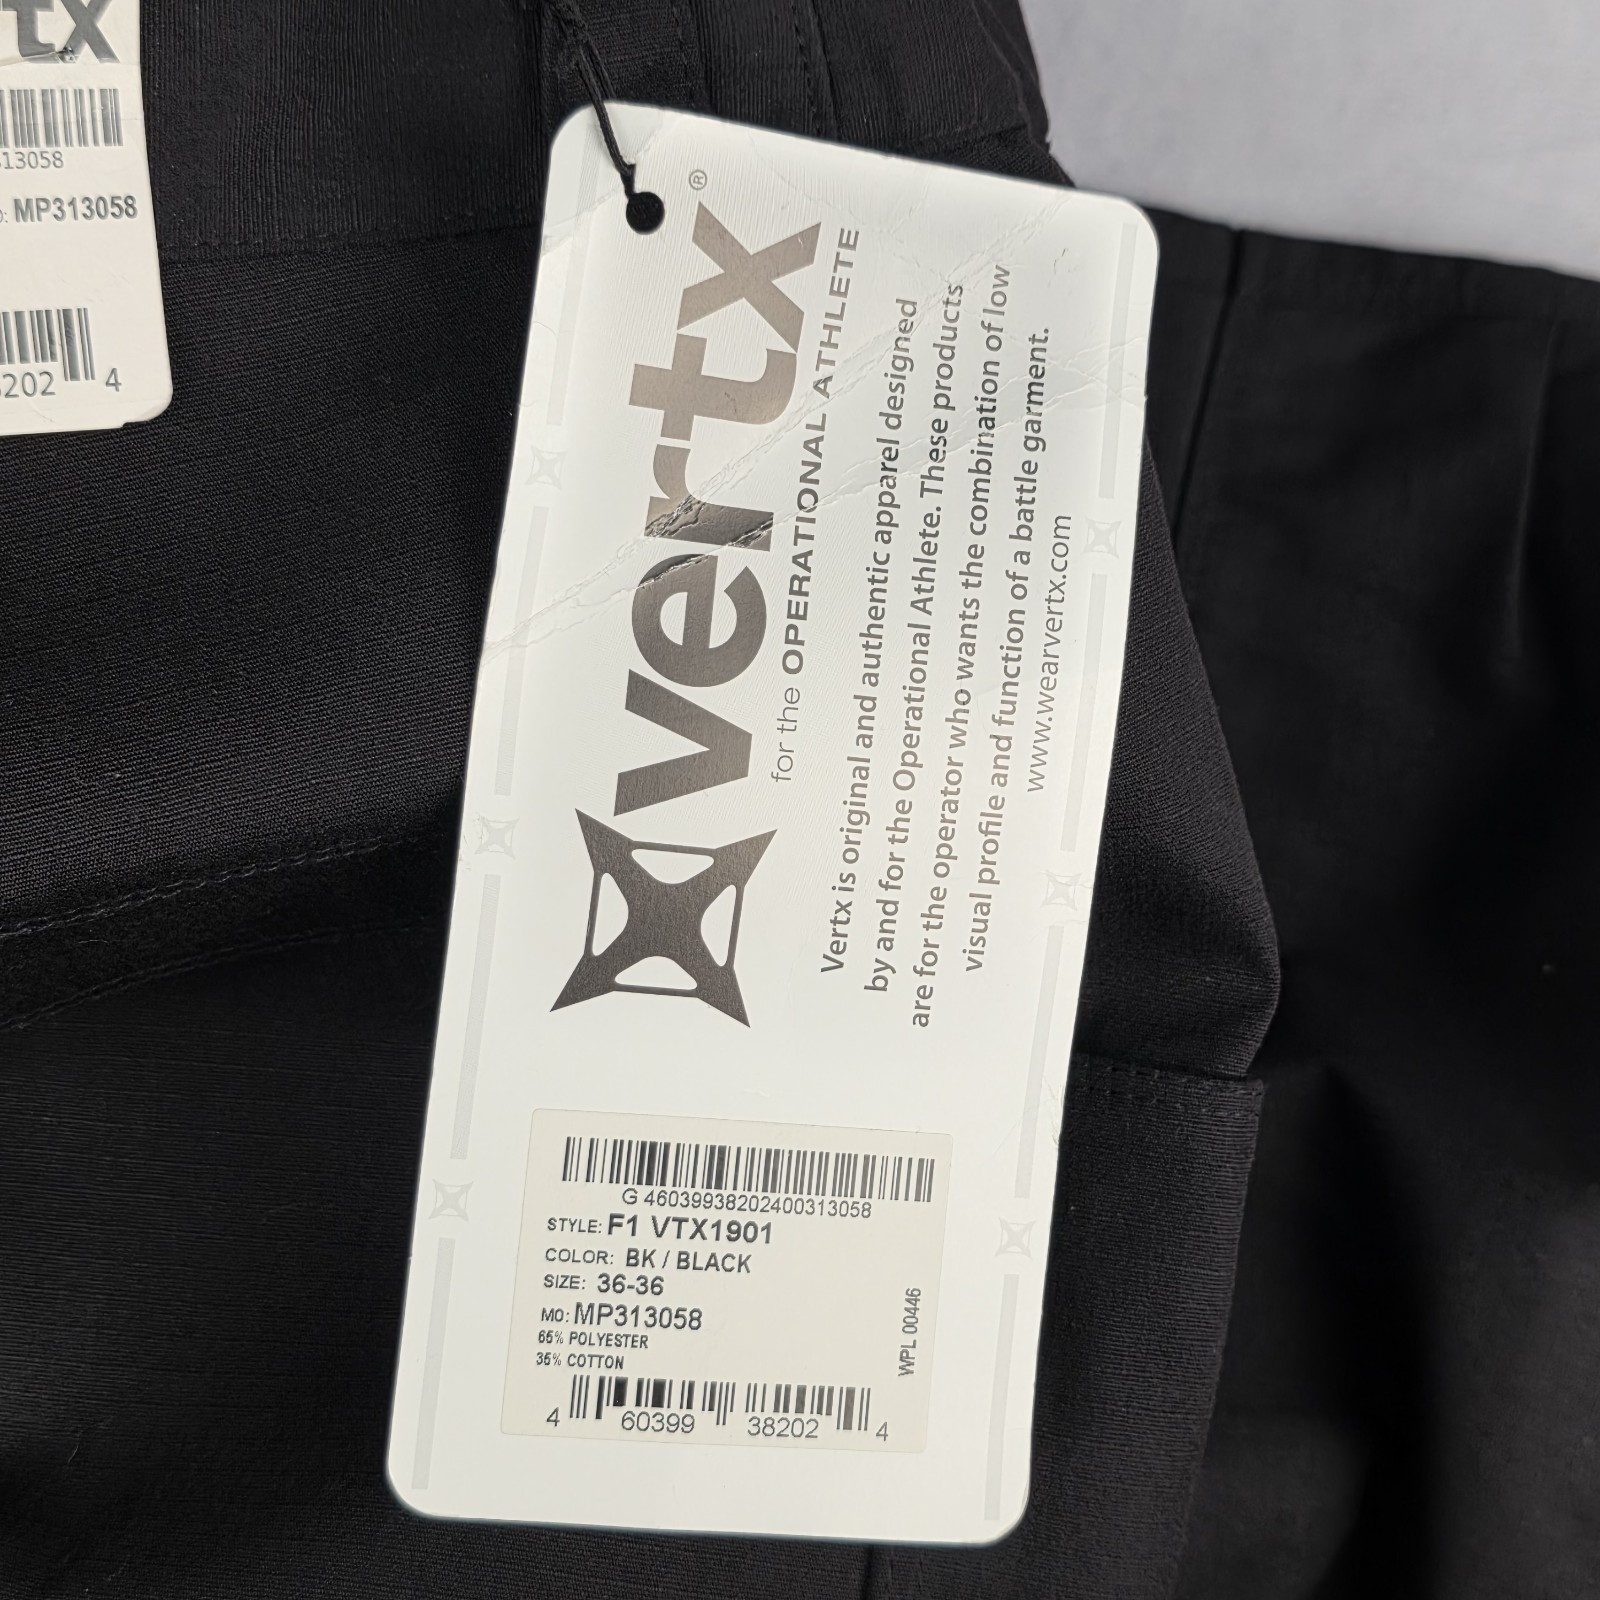 tx
13058
MP313058
202 4
vertx®
for the OPERATIONAL ATHLETE
Vertx is original and authentic apparel designed
by and for the Operational Athlete. These products
are for the operator who wants the combination of low
visual profile and function of a battle garment.
www.wearvertx.com
G 46039938202400313058
STYLE: F1 VTX1901
COLOR: BK / BLACK
SIZE: 36-36
MO: MP313058
65% POLYESTER
35% COTTON
WPL 00446
4 60399 38202 4